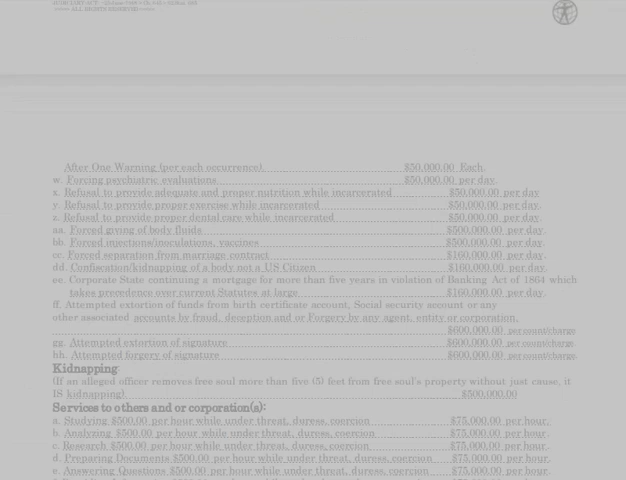 ALL RIGHTS RESERVED
After One Warning (per each occurrence). $50,000.00 Each.
w. Forcing psychiatric evaluations $50,000.00 per day.
x. Refusal to provide adequate and proper nutrition while incarcerated $50,000.00 per day
y. Refusal to provide proper exercise while incarcerated $50,000.00 per day.
z. Refusal to provide proper dental care while incarcerated $50,000.00 per day.
aa. Forced giving of body fluids $500,000.00 per day.
bb. Forced injections/inoculations, vaccines $500,000.00 per day.
cc. Forced separation from marriage contract $160,000.00 per day.
dd. Confiscation/kidnapping of a body not a US Citizen $160,000.00 per day.
ee. Corporate State continuing a mortgage for more than five years in violation of Banking Act of 1864 which
takes precedence over current Statutes at large $160,000.00 per day.
ff. Attempted extortion of funds from birth certificate account, Social security account or any
other associated accounts by fraud, deception and or Forgery by any agent, entity or corporation.
$600,000.00 per count/charge
gg. Attempted extortion of signature $600,000.00 per count/charge.
hh. Attempted forgery of signature $600,000.00 per count/charge.
Kidnapping
(If an alleged officer removes free soul more than five (5) feet from free soul's property without just cause, it
IS kidnapping). $500,000.00
Services to others and or corporation(s):
a. Studying $500.00 per hour while under threat, duress, coercion $75,000.00 per hour.
b. Analyzing $500.00 per hour while under threat, duress, coercion $75,000.00 per hour.
c. Research $500.00 per hour while under threat, duress, coercion $75,000.00 per hour.
d. Preparing Documents $500.00 per hour while under threat, duress, coercion $75,000.00 per hour.
e. Answering Questions $500.00 per hour while under threat, duress, coercion $75,000.00 per hour.